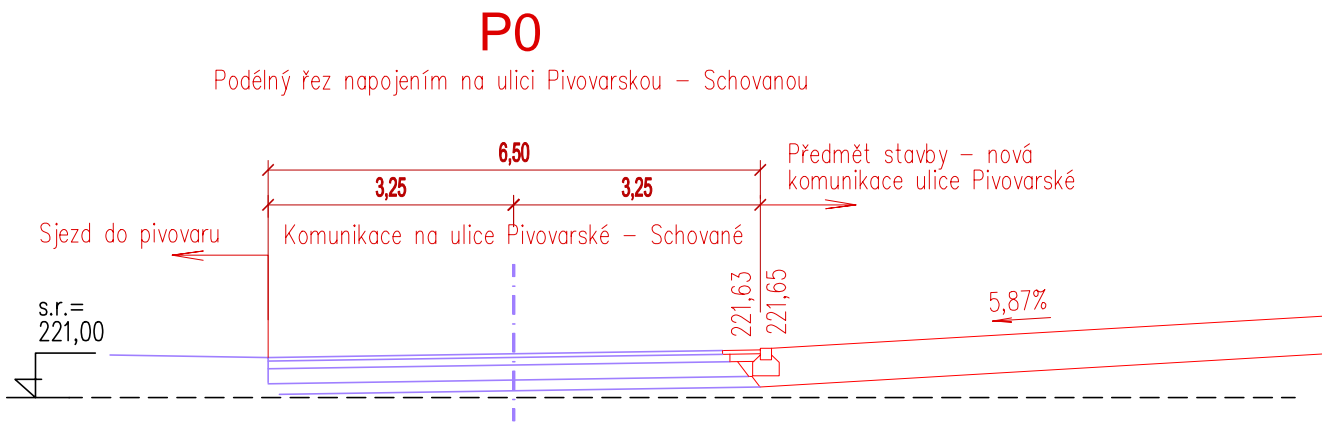 P0
Podélný řez napojením na ulici Pivovarskou – Schovanou
6,50
Předmět stavby – nová
komunikace ulice Pivovarské
3,25
3,25
Sjezd do pivovaru
Komunikace na ulice Pivovarské – Schované
221,63
221,65
5,87%
s.r.=
221,00